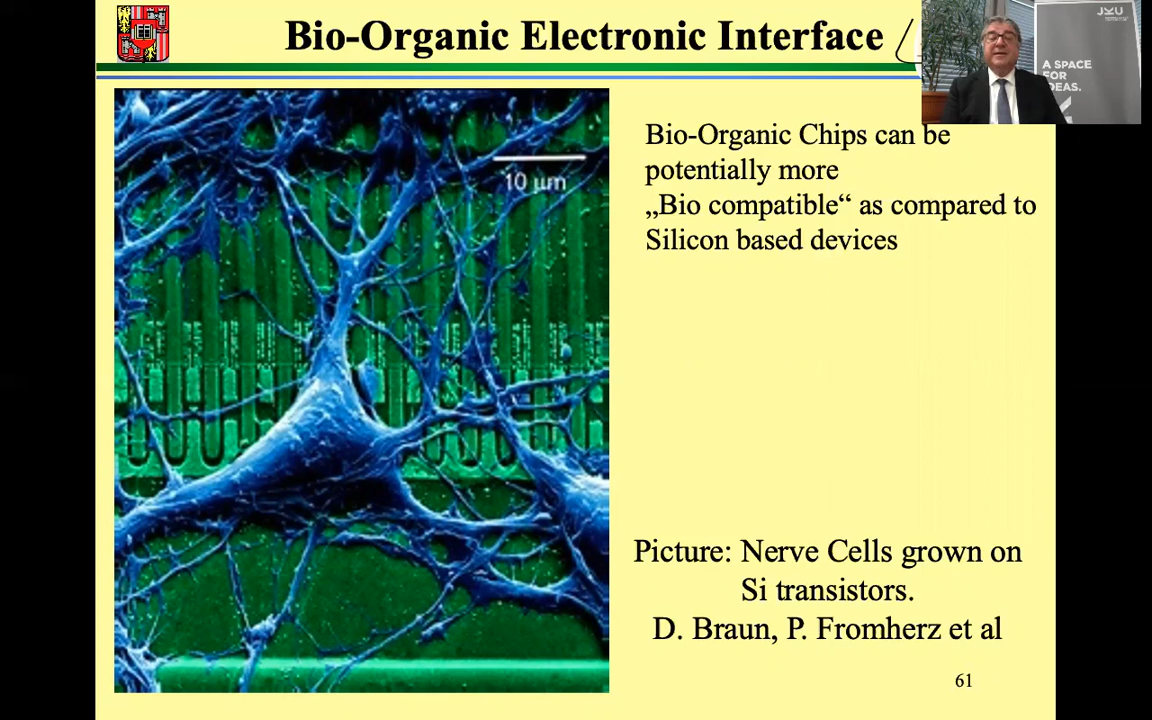 Bio-Organic Electronic Interface
JKU
A SPACE
FOR
IDEAS.
10 µm
Bio-Organic Chips can be
potentially more
„Bio compatible“ as compared to
Silicon based devices
Picture: Nerve Cells grown on
Si transistors.
D. Braun, P. Fromherz et al
61